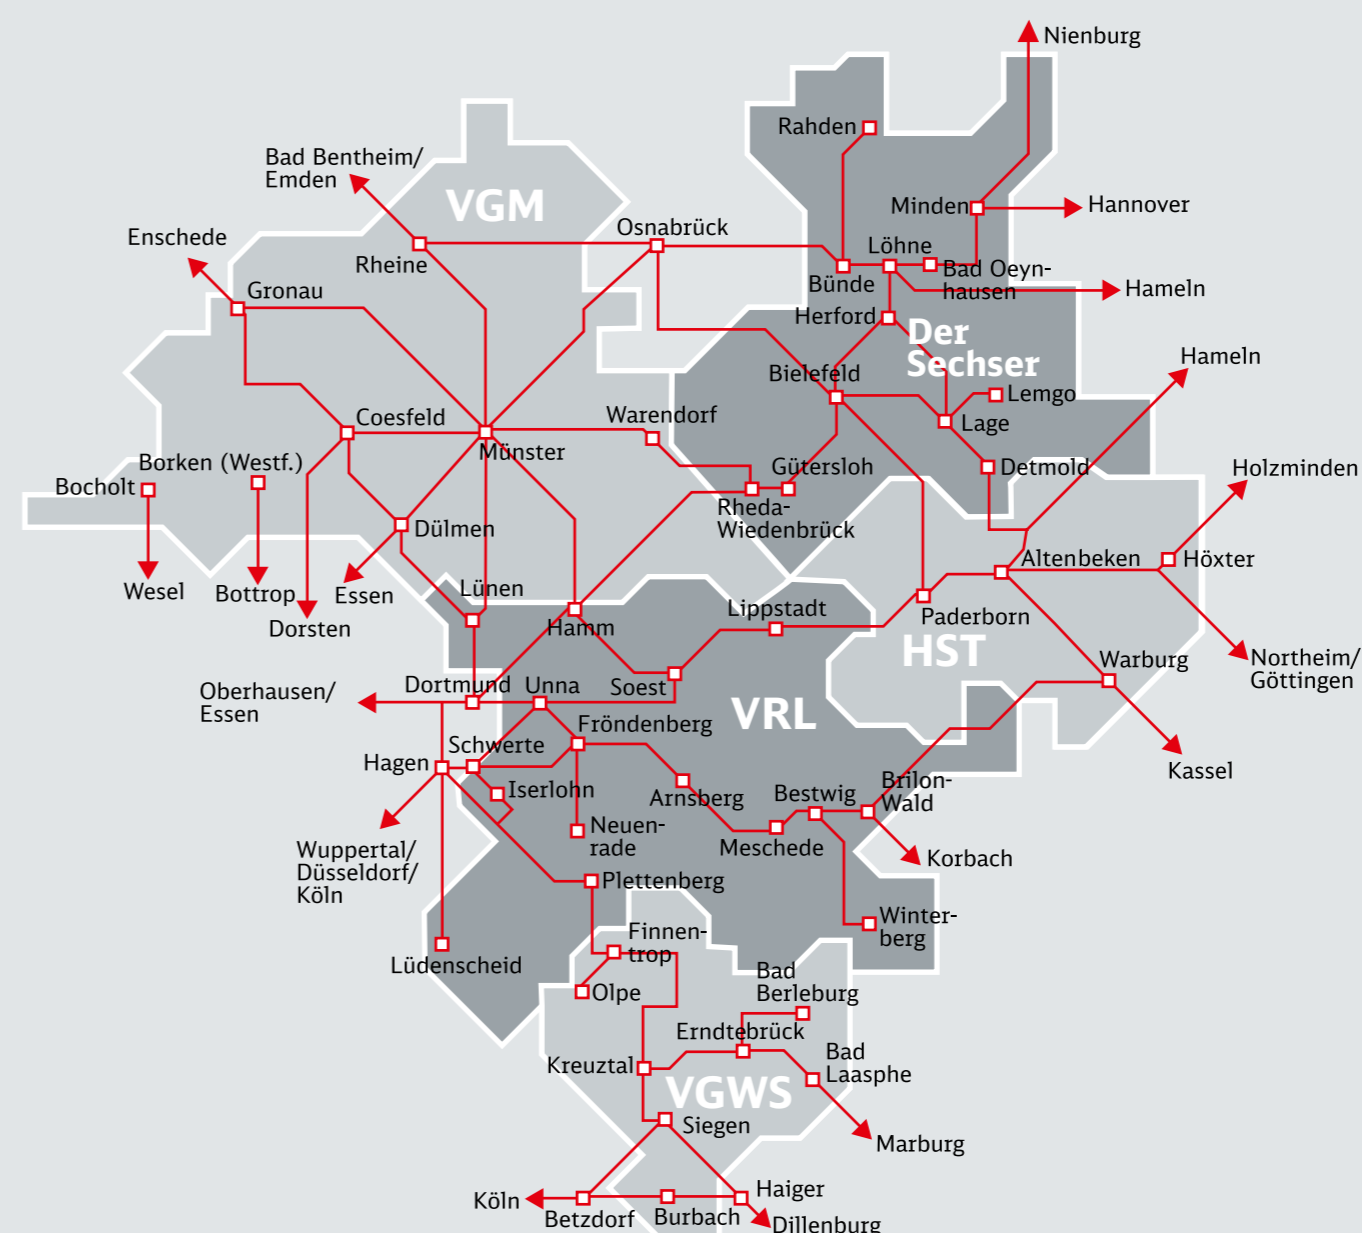 Nienburg
Rahden
Bad Bentheim/
Emden
VGM
Minden
Hannover
Enschede
Osnabrück
Rheine
Löhne
Bad Oeyn-
hausen
Bünde
Hameln
Gronau
Herford
Der
Sechser
Hameln
Bielefeld
Lemgo
Coesfeld
Warendorf
Lage
Münster
Borken (Westf.)
Gütersloh
Detmold
Holzminden
Bocholt
Rheda-
Wiedenbrück
Dülmen
Altenbeken
Höxter
Wesel
Bottrop
Essen
Lünen
Lippstadt
Paderborn
Dorsten
Hamm
HST
Warburg
Northeim/
Göttingen
Oberhausen/
Essen
Dortmund
Unna
Soest
VRL
Fröndenberg
Schwerte
Hagen
Kassel
Iserlohn
Arnsberg
Bestwig
Brilon-
Wald
Neuen-
rade
Meschede
Korbach
Wuppertal/
Düsseldorf/
Köln
Plettenberg
Winter-
berg
Finnen-
trop
Lüdenscheid
Bad
Berleburg
Olpe
Erndtebrück
Kreuztal
Bad
Laasphe
VGWS
Siegen
Marburg
Köln
Haiger
Betzdorf
Burbach
Dillenburg